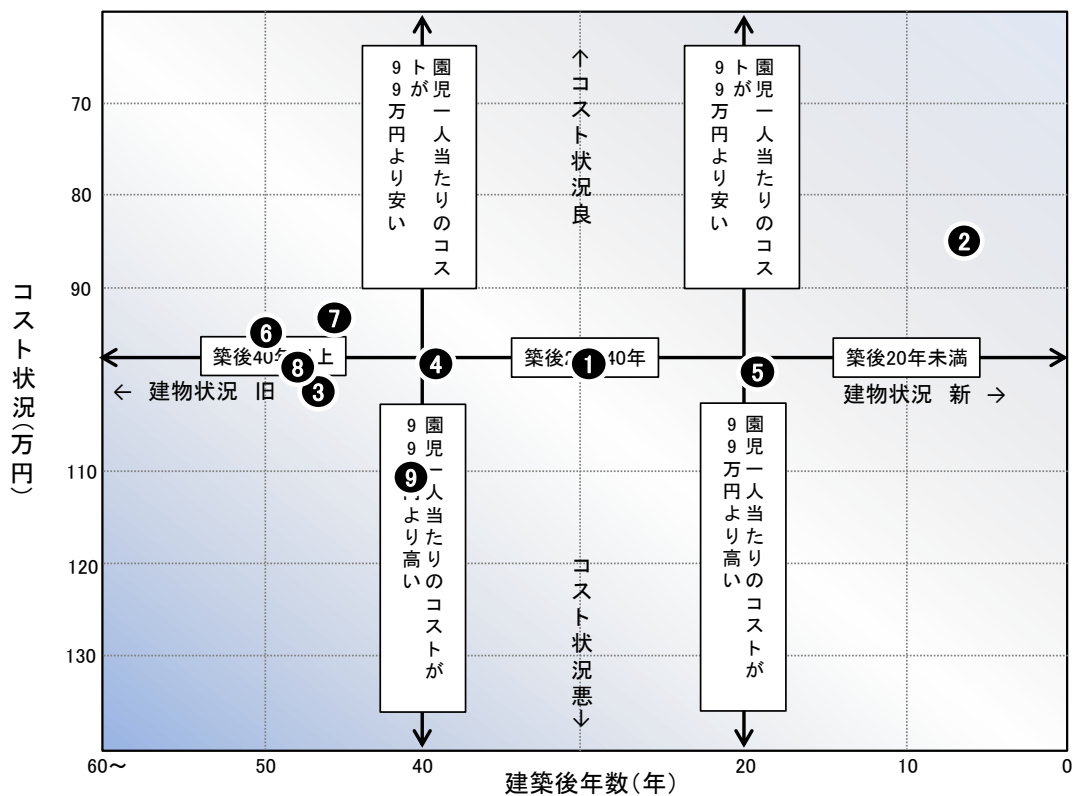 園児一人当たりのコストが
99万円より安い
↑コスト状況良
園児一人当たりのコストが
99万円より安い
70
80
90
110
120
130
コスト状況(万円)
2
7
6
築後40年 上
築後2 40年
築後20年未満
4
1
8
5
3
← 建物状況 旧
建物状況 新 →
園児一人当たりのコストが
99 円より高い
9
コスト状況悪↓
園児一人当たりのコストが
99万円より高い
60~
50
40
20
10
0
建築後年数(年)